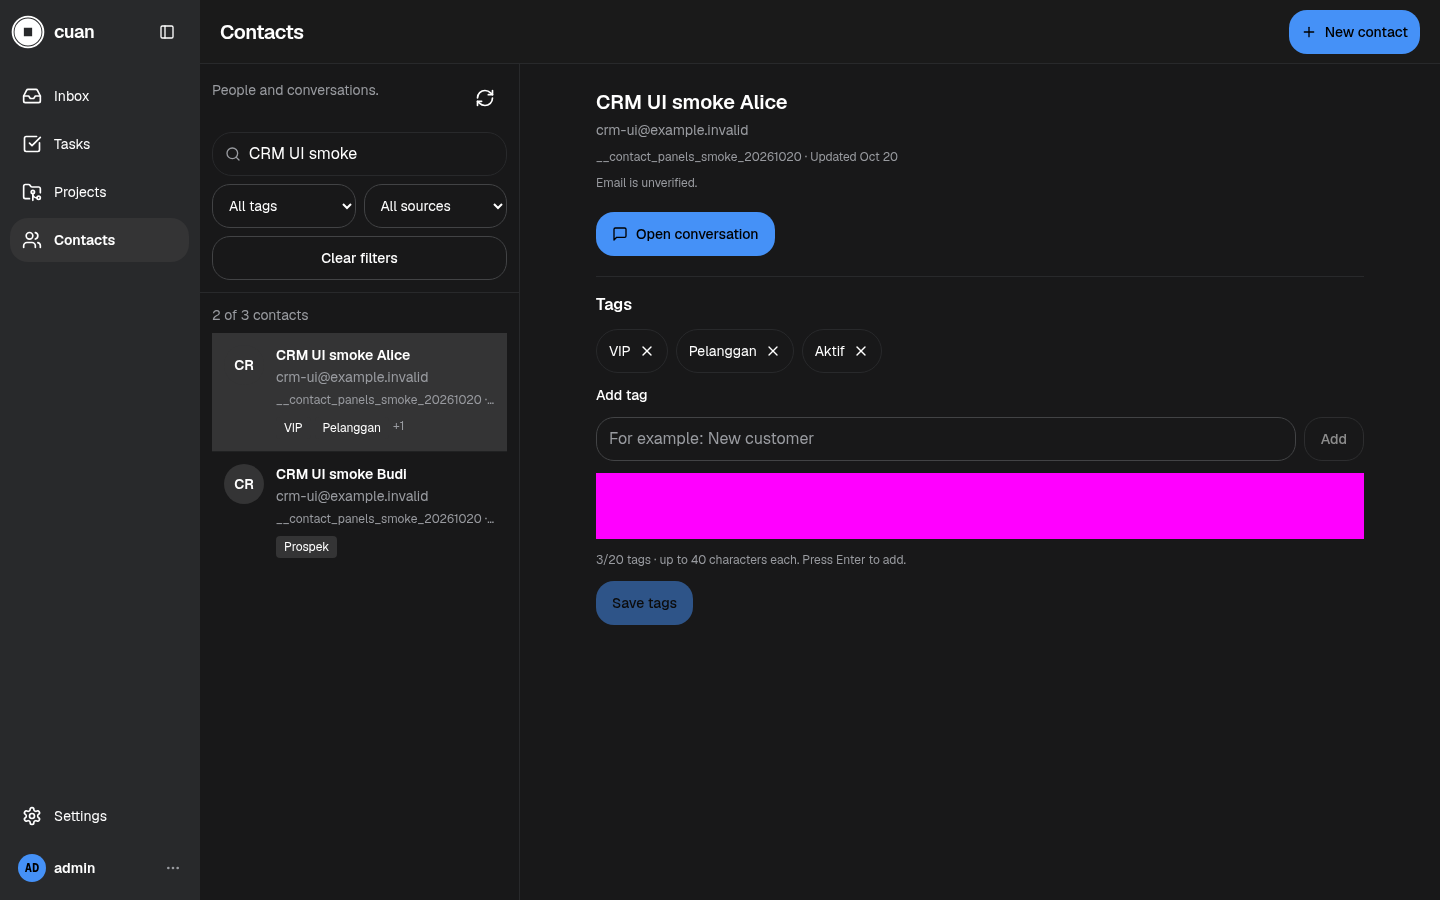 cuan
Inbox
Tasks
Projects
Contacts
Settings
AD
admin
Contacts
New contact
People and conversations.
CRM UI smoke
All tags
All sources
Clear filters
2 of 3 contacts
CR
CRM UI smoke Alice
crm-ui@example.invalid
__contact_panels_smoke_20261020 ·…
VIP Pelanggan +1
CR
CRM UI smoke Budi
crm-ui@example.invalid
__contact_panels_smoke_20261020 ·…
Prospek
CRM UI smoke Alice
crm-ui@example.invalid
__contact_panels_smoke_20261020 · Updated Oct 20
Email is unverified.
Open conversation
Tags
VIP Pelanggan Aktif
Add tag
For example: New customer
Add
3/20 tags · up to 40 characters each. Press Enter to add.
Save tags